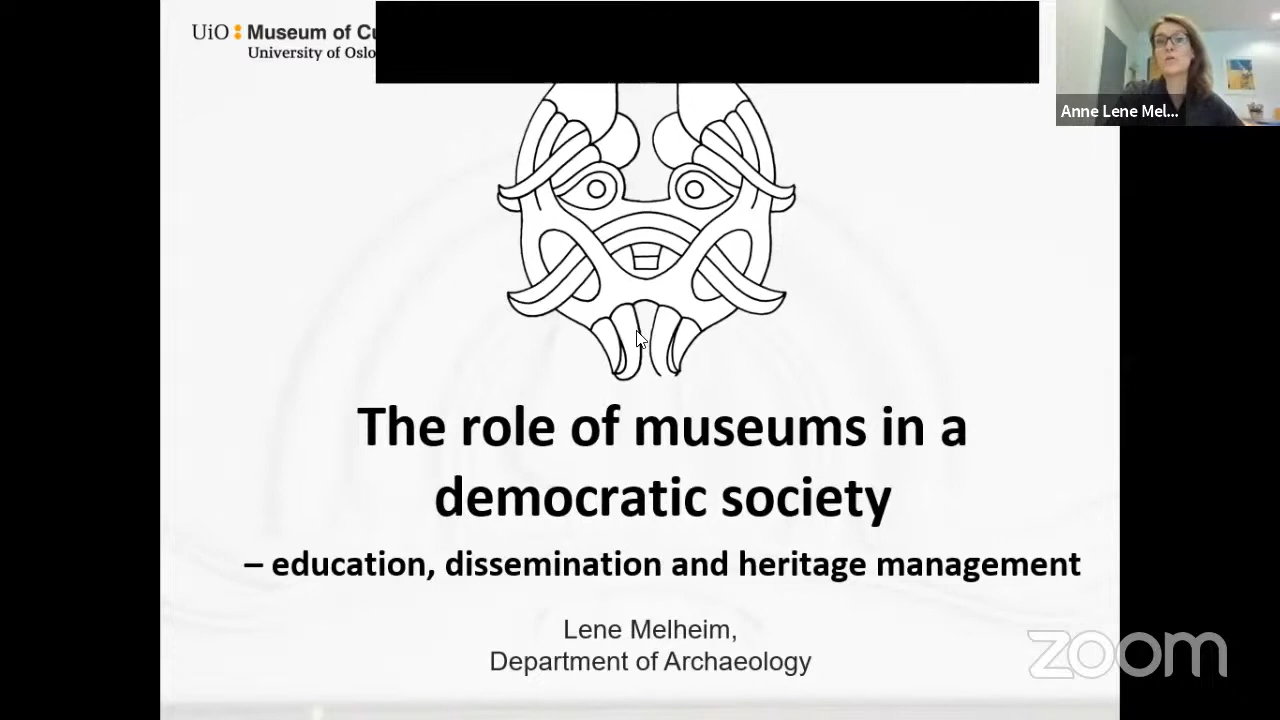 UiO Museum of Cu
University of Oslo
Anne Lene Mel...
The role of museums in a
democratic society
– education, dissemination and heritage management
Lene Melheim,
Department of Archaeology
zoom